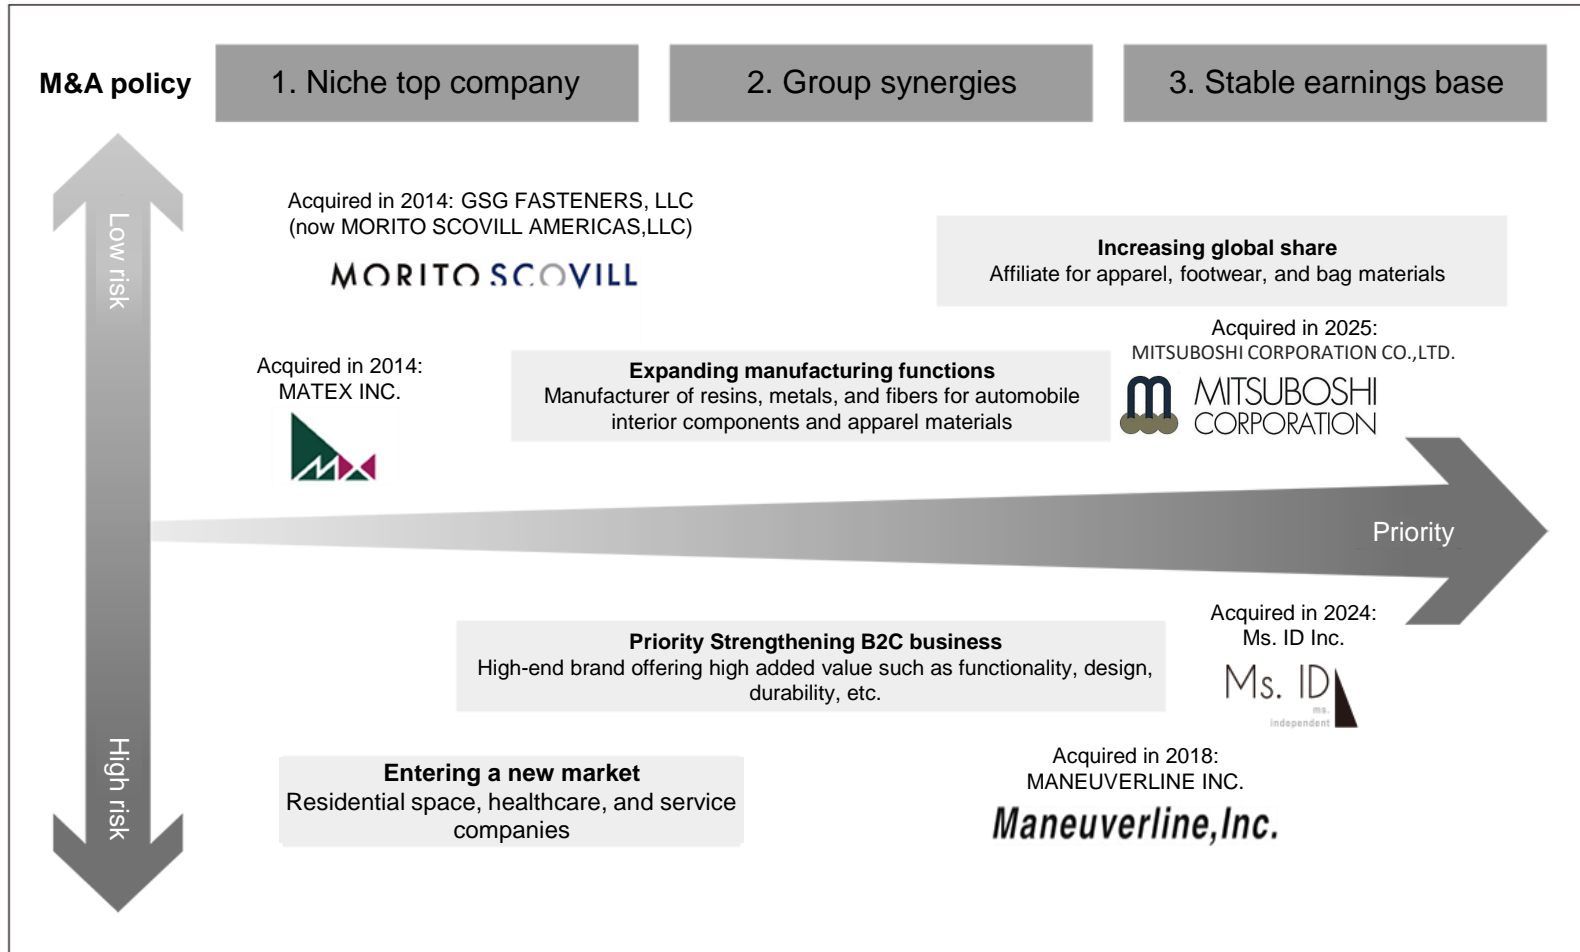 M&A policy
1. Niche top company
2. Group synergies
3. Stable earnings base
Low risk
Acquired in 2014: GSG FASTENERS, LLC
(now MORITO SCOVILL AMERICAS,LLC)
MORITO SCOVILL
Increasing global share
Affiliate for apparel, footwear, and bag materials
Acquired in 2014:
MATEX INC.
Expanding manufacturing functions
Manufacturer of resins, metals, and fibers for automobile
interior components and apparel materials
Acquired in 2025:
MITSUBOSHI CORPORATION CO.,LTD.
MITSUBOSHI
CORPORATION
Priority
Priority Strengthening B2C business
High-end brand offering high added value such as functionality, design,
durability, etc.
Acquired in 2024:
Ms. ID Inc.
Ms. ID
ms.
independent
High risk
Entering a new market
Residential space, healthcare, and service
companies
Acquired in 2018:
MANEUVERLINE INC.
Maneuverline,Inc.